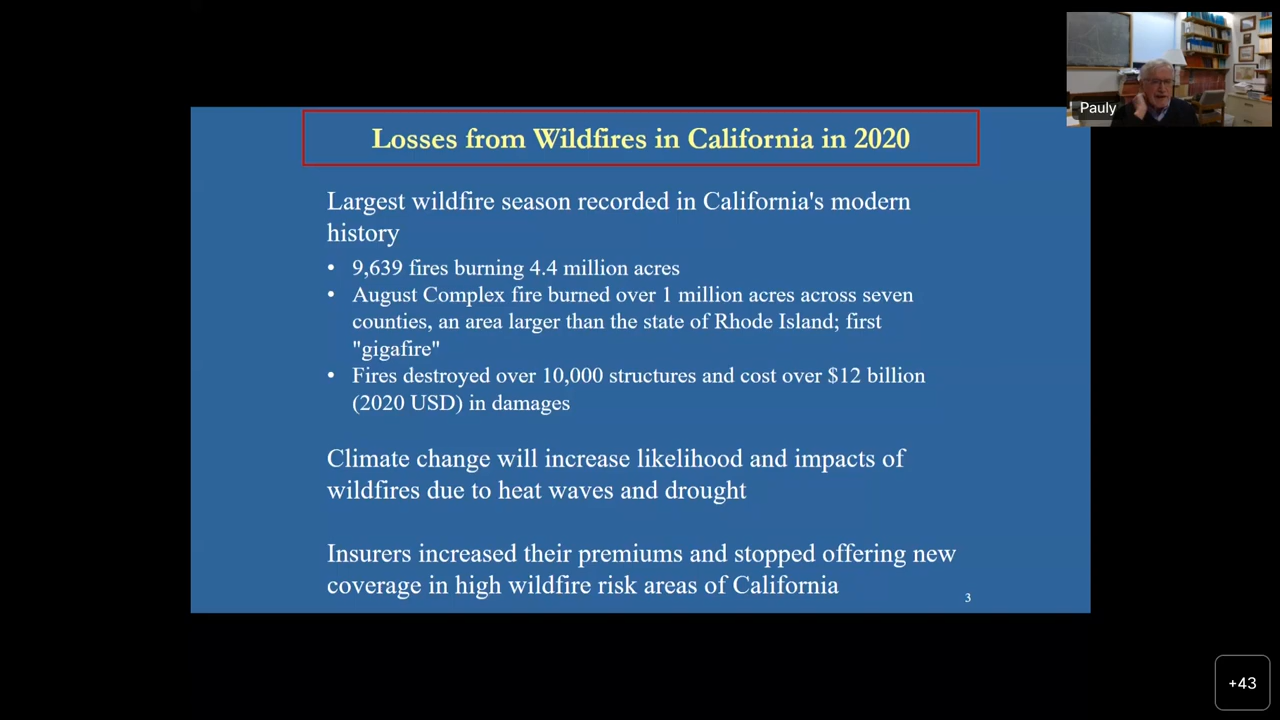 Pauly
Losses from Wildfires in California in 2020
Largest wildfire season recorded in California's modern
history
• 9,639 fires burning 4.4 million acres
• August Complex fire burned over 1 million acres across seven
counties, an area larger than the state of Rhode Island; first
"gigafire"
• Fires destroyed over 10,000 structures and cost over $12 billion
(2020 USD) in damages
Climate change will increase likelihood and impacts of
wildfires due to heat waves and drought
Insurers increased their premiums and stopped offering new
coverage in high wildfire risk areas of California
3
+43